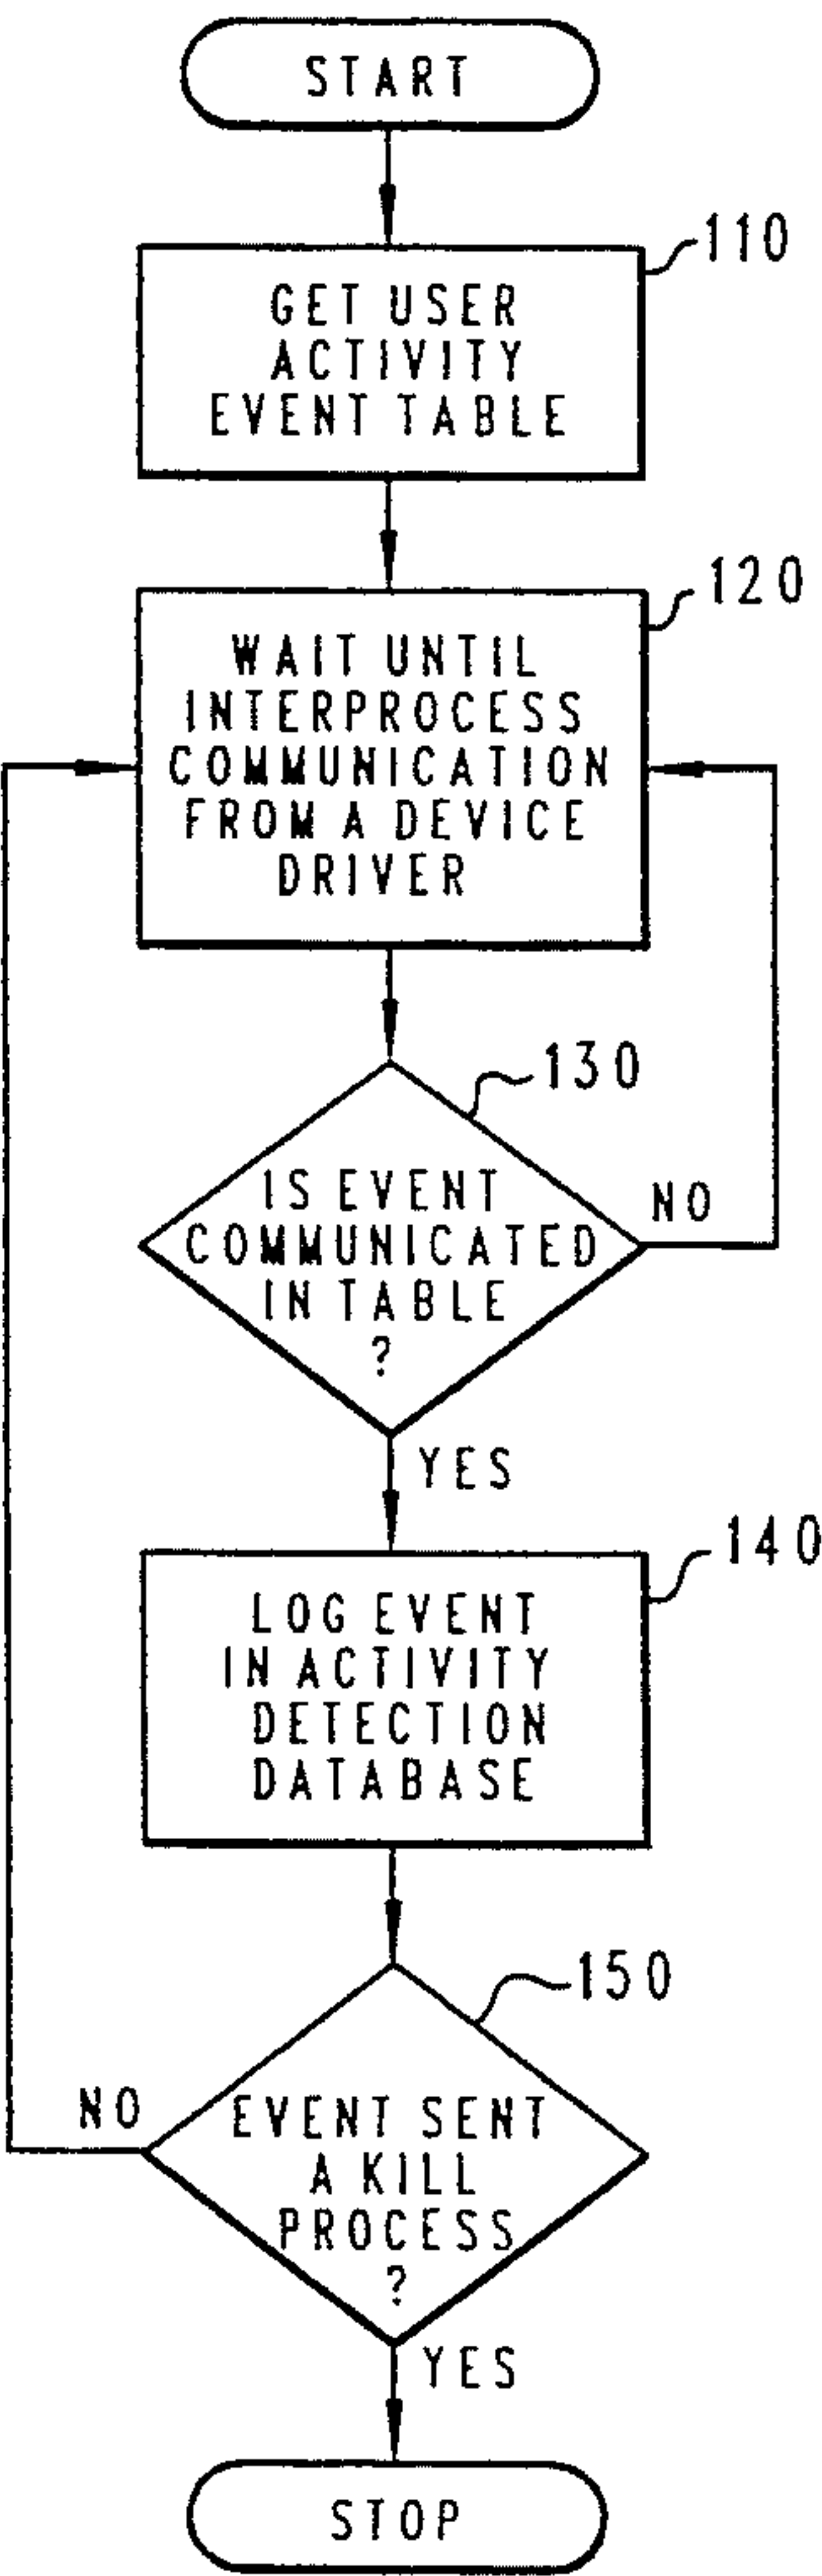 START
110
GET USER
ACTIVITY
EVENT TABLE
120
WAIT UNTIL
INTERPROCESS
COMMUNICATION
FROM A DEVICE
DRIVER
130
IS EVENT
COMMUNICATED
IN TABLE
?
NO
YES
140
LOG EVENT
IN ACTIVITY
DETECTION
DATABASE
150
EVENT SENT
A KILL
PROCESS
?
NO
YES
STOP